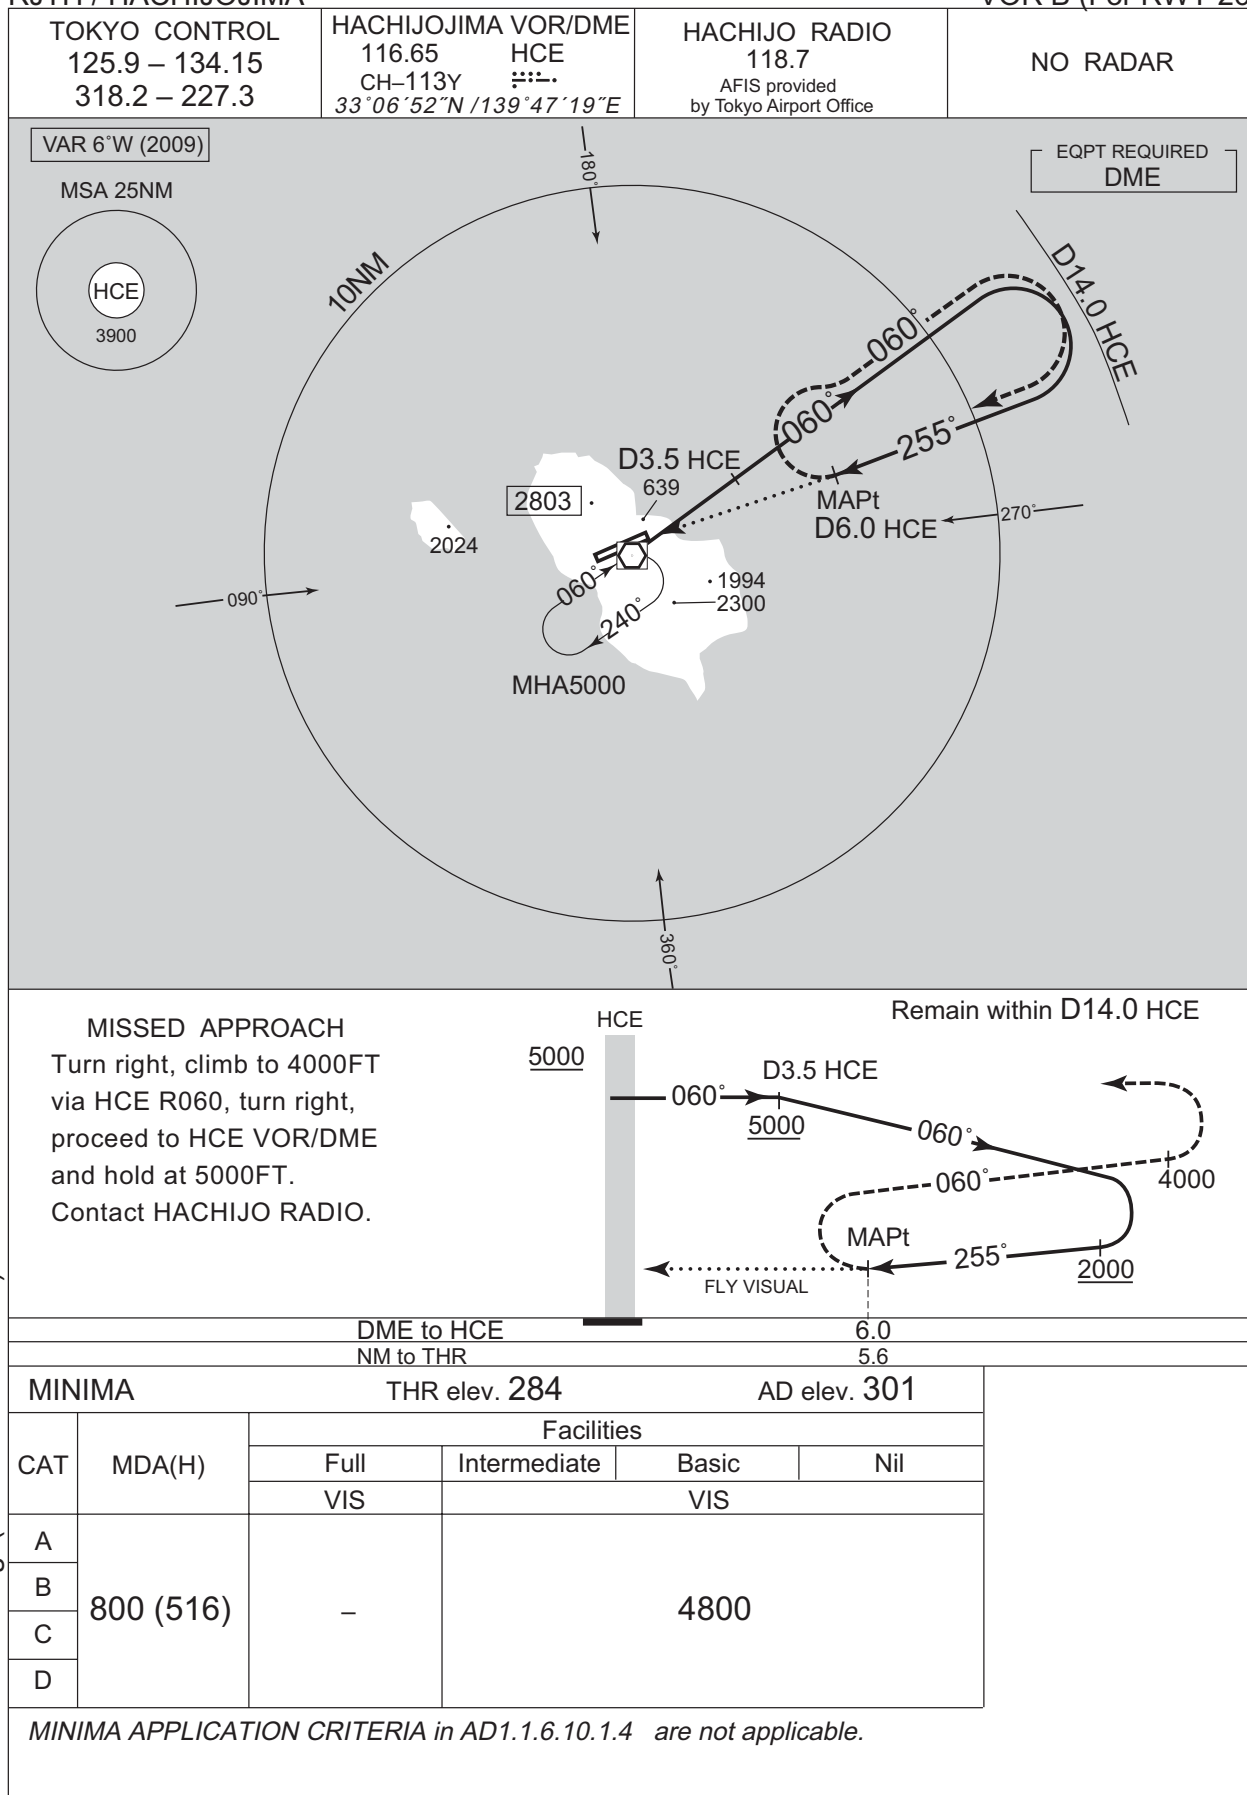 TOKYO CONTROL
125.9 – 134.15
318.2 – 227.3
HACHIJOJIMA VOR/DME
116.65 HCE
CH–113Y
33°06´52˝N /139°47´19˝E
HACHIJO RADIO
118.7
AFIS provided
by Tokyo Airport Office
NO RADAR
VAR 6°W (2009)
MSA 25NM
HCE
3900
EQPT REQUIRED
DME
180°
10NM
D14.0 HCE
060°
060°
255°
D3.5 HCE
639
MAPt
D6.0 HCE
270°
2803
2024
090°
060°
240°
1994
2300
MHA5000
360°
MISSED APPROACH
Turn right, climb to 4000FT
via HCE R060, turn right,
proceed to HCE VOR/DME
and hold at 5000FT.
Contact HACHIJO RADIO.
HCE
5000
Remain within D14.0 HCE
D3.5 HCE
060°
5000
060°
060°
4000
MAPt
255°
2000
FLY VISUAL
DME to HCE 6.0
NM to THR 5.6
MINIMA THR elev. 284 AD elev. 301
CAT MDA(H) Facilities
Full Intermediate Basic Nil
VIS VIS
A
B
C
D
800 (516) – 4800
MINIMA APPLICATION CRITERIA in AD1.1.6.10.1.4 are not applicable.